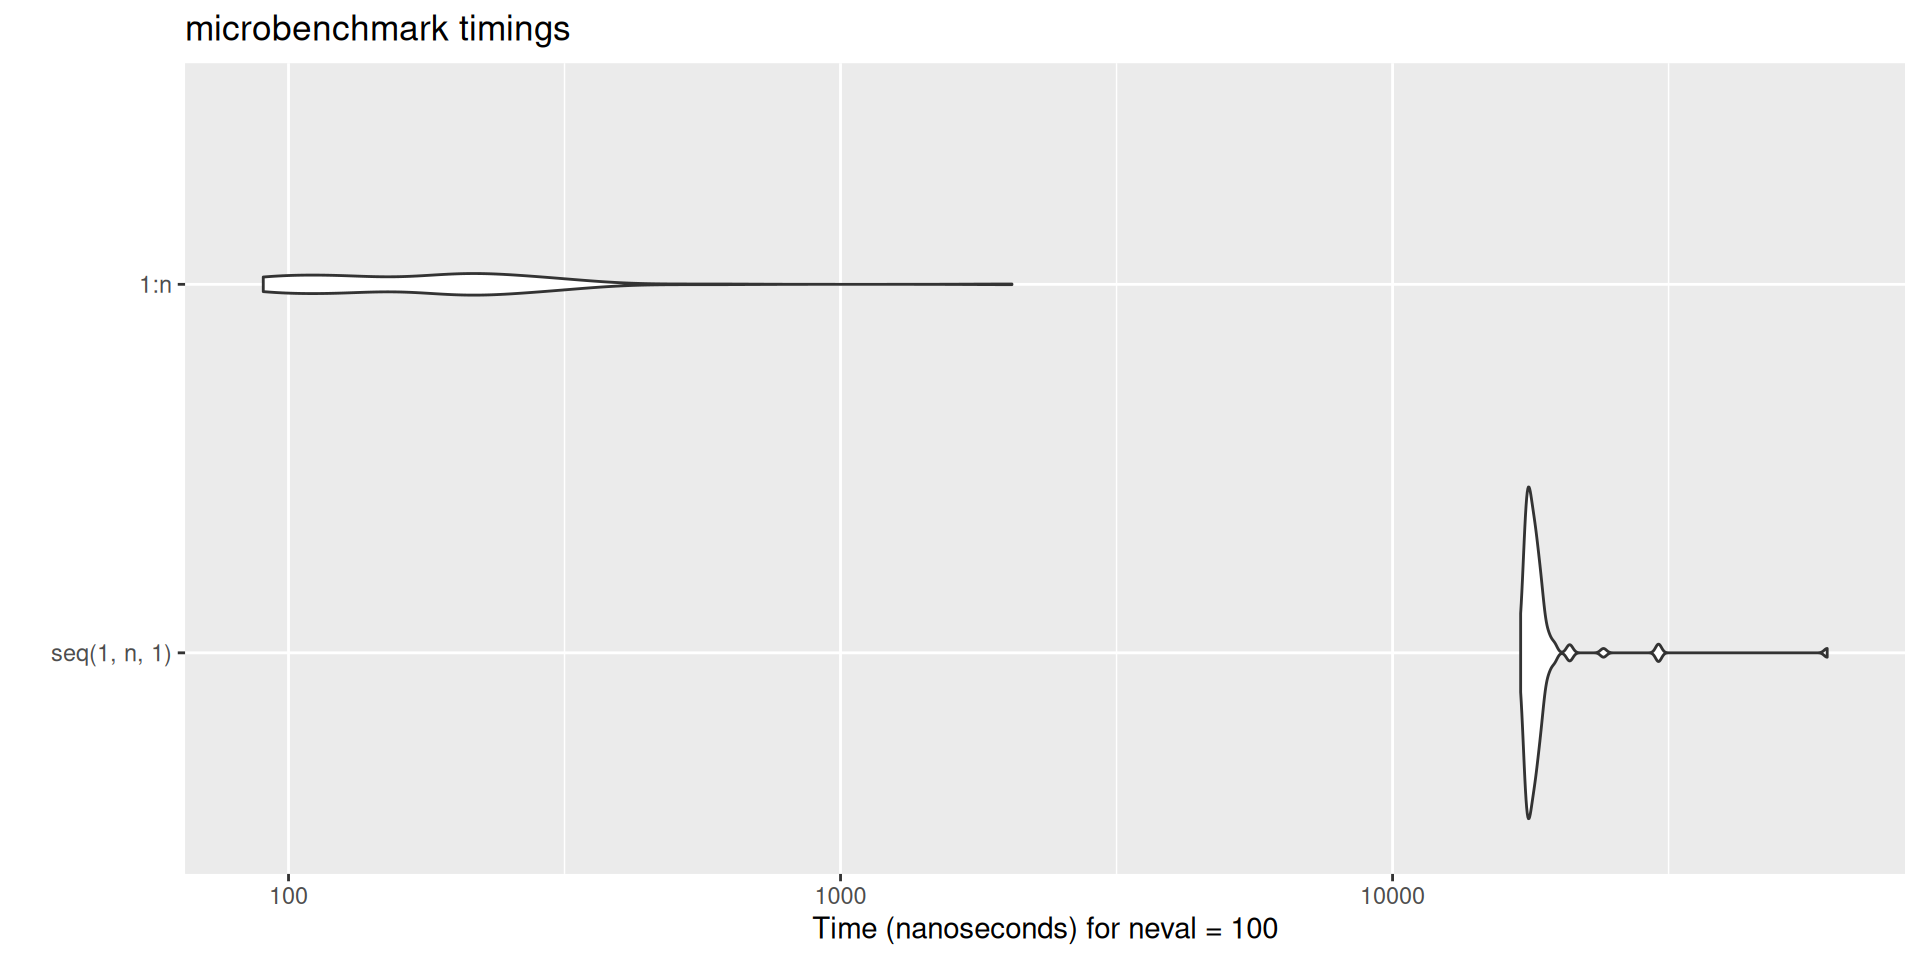 microbenchmark timings
1:n
seq(1, n, 1)
100
1000
10000
Time (nanoseconds) for neval = 100